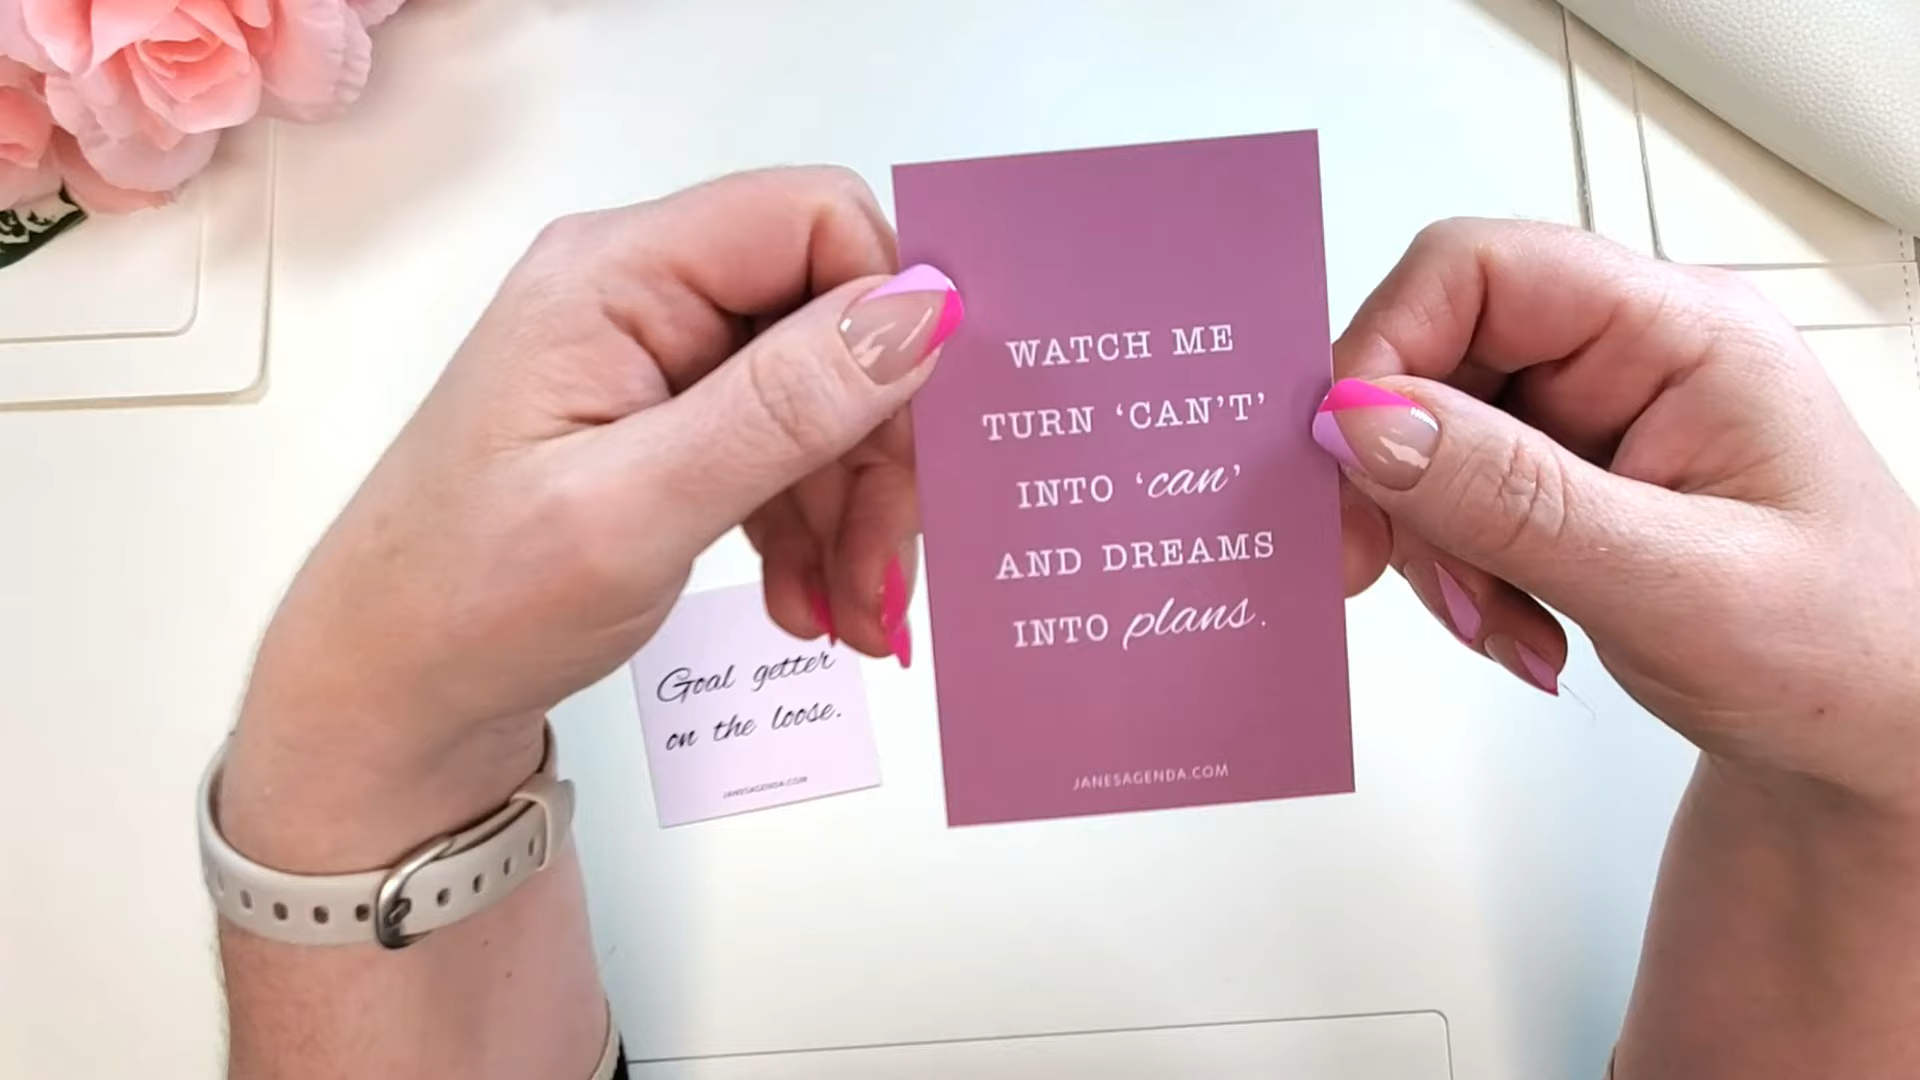 WATCH ME
TURN ‘CAN’T’
INTO ‘can’
AND DREAMS
INTO plans.
JANESAGENDA.COM
Goal getter
on the loose.
JANESAGENDA.COM